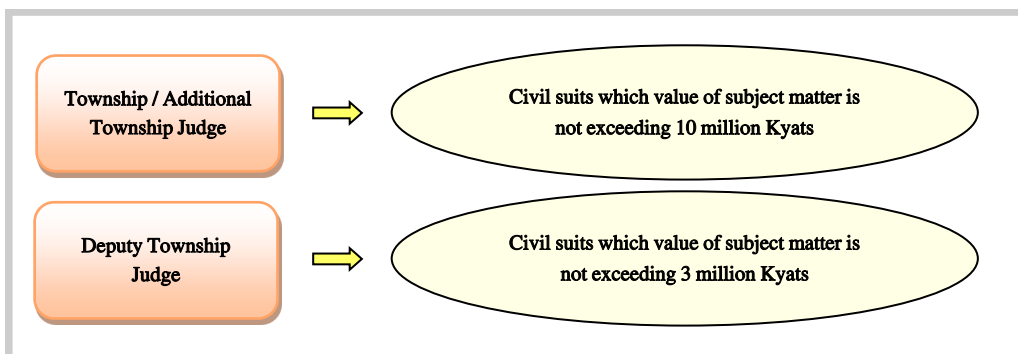 Township / Additional
Township Judge
Civil suits which value of subject matter is
not exceeding 10 million Kyats
Deputy Township
Judge
Civil suits which value of subject matter is
not exceeding 3 million Kyats